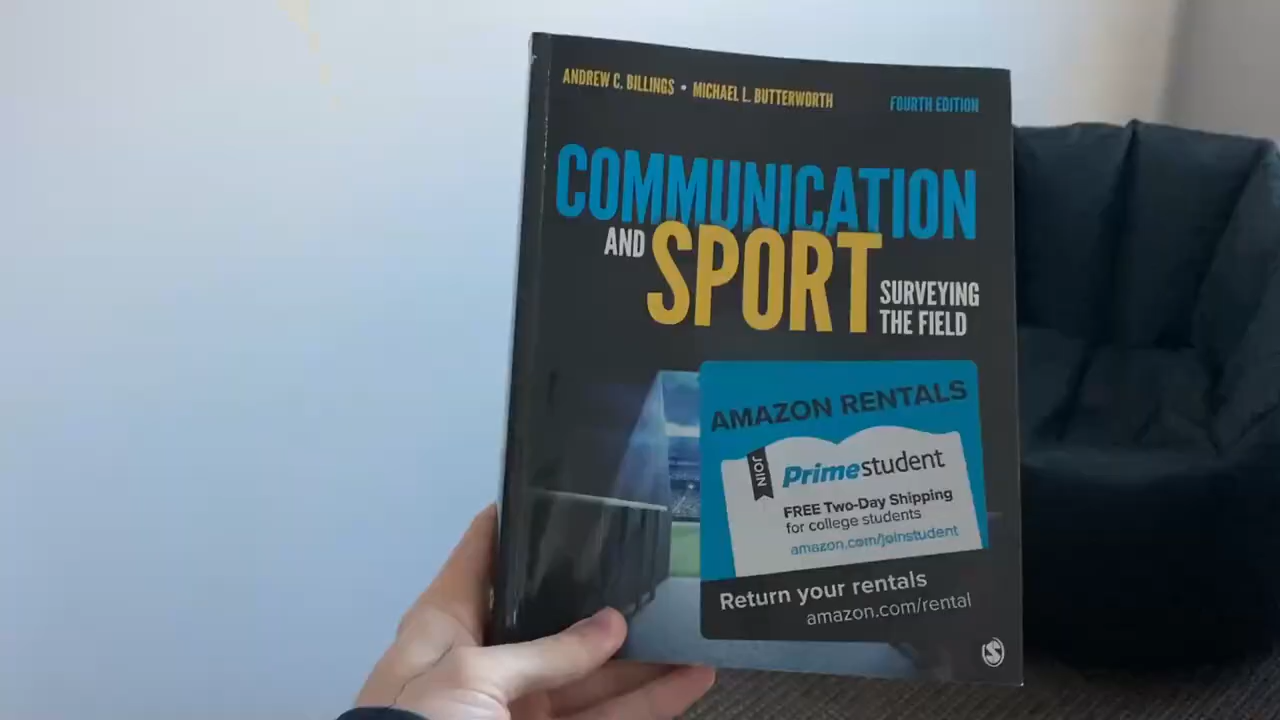 ANDREW C. BILLINGS • MICHAEL L. BUTTERWORTH
FOURTH EDITION
COMMUNICATION
AND SPORT
SURVEYING
THE FIELD
AMAZON RENTALS
JOIN
Primestudent
FREE Two-Day Shipping
for college students
amazon.com/joinstudent
Return your rentals
amazon.com/rental
S